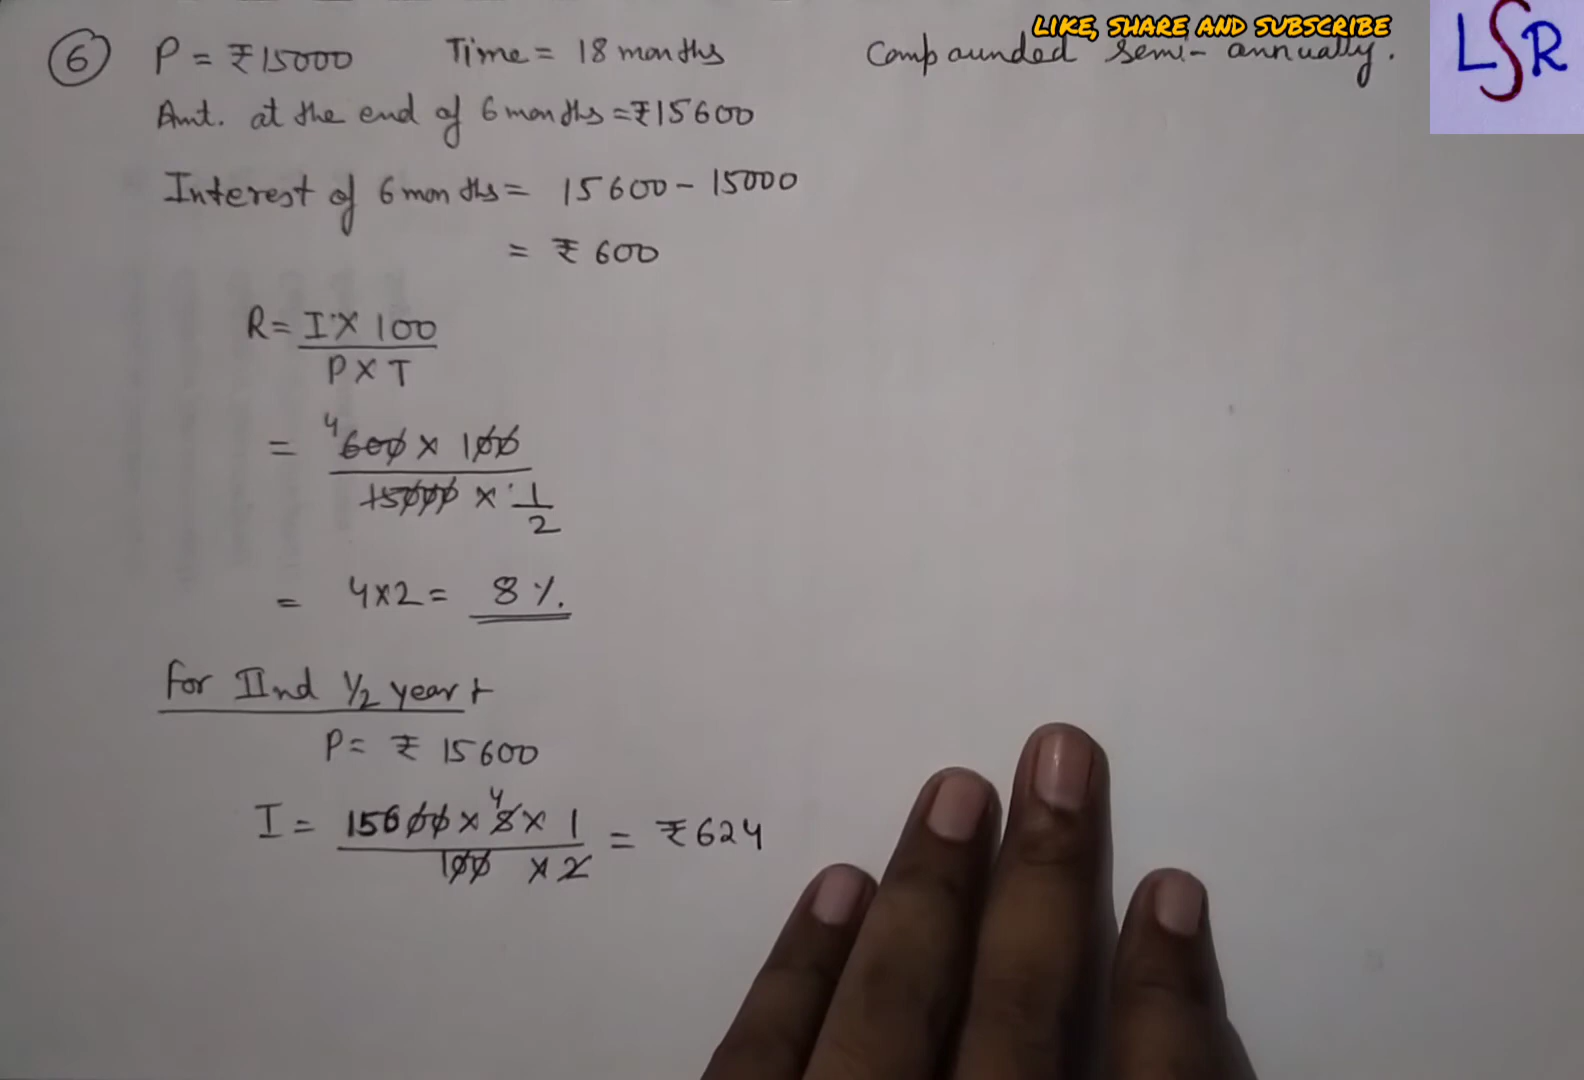 LIKE, SHARE AND SUBSCRIBE
LSR
6 P = ₹15000 Time = 18 months Compounded semi-annually.
Amt. at the end of 6 months = ₹15600
Interest of 6 months = 15600 - 15000
= ₹ 600
R = I × 100
P × T
= 4 600 × 100
15000 × 1
2
= 4×2 = 8 %.
For IInd 1/2 year
P = ₹ 15600
I = 15600 × 8 4 × 1 = ₹624
100 × 2